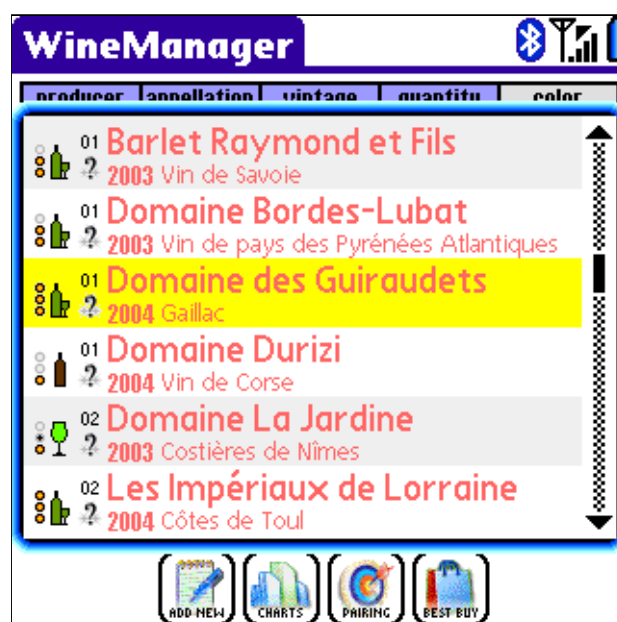 WineManager
producer appellation vintage quantity color
01 Barlet Raymond et Fils
2003 Vin de Savoie
01 Domaine Bordes-Lubat
2003 Vin de pays des Pyrénées Atlantiques
01 Domaine des Guiraudets
2004 Gaillac
01 Domaine Durizi
2004 Vin de Corse
02 Domaine La Jardine
2003 Costières de Nîmes
02 Les Impériaux de Lorraine
2004 Côtes de Toul
ADD NEW CHARTS PAIRING BEST BUY